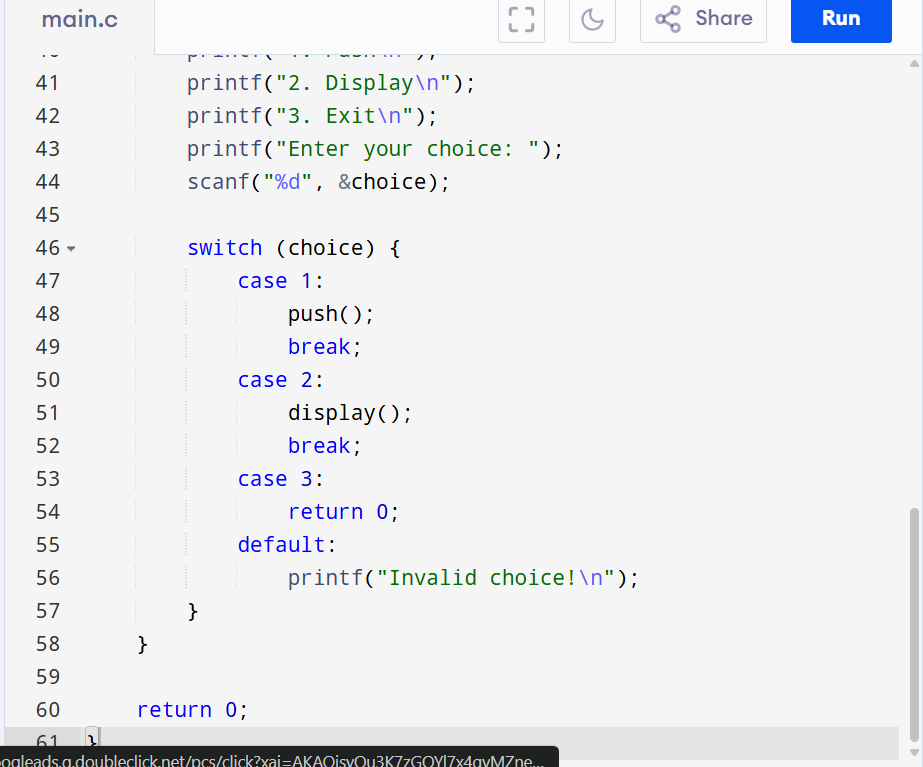 main.c
Share
Run
41 printf("2. Display\n");
42 printf("3. Exit\n");
43 printf("Enter your choice: ");
44 scanf("%d", &choice);
45
46 switch (choice) {
47 case 1:
48 push();
49 break;
50 case 2:
51 display();
52 break;
53 case 3:
54 return 0;
55 default:
56 printf("Invalid choice!\n");
57 }
58 }
59
60 return 0;
61 }